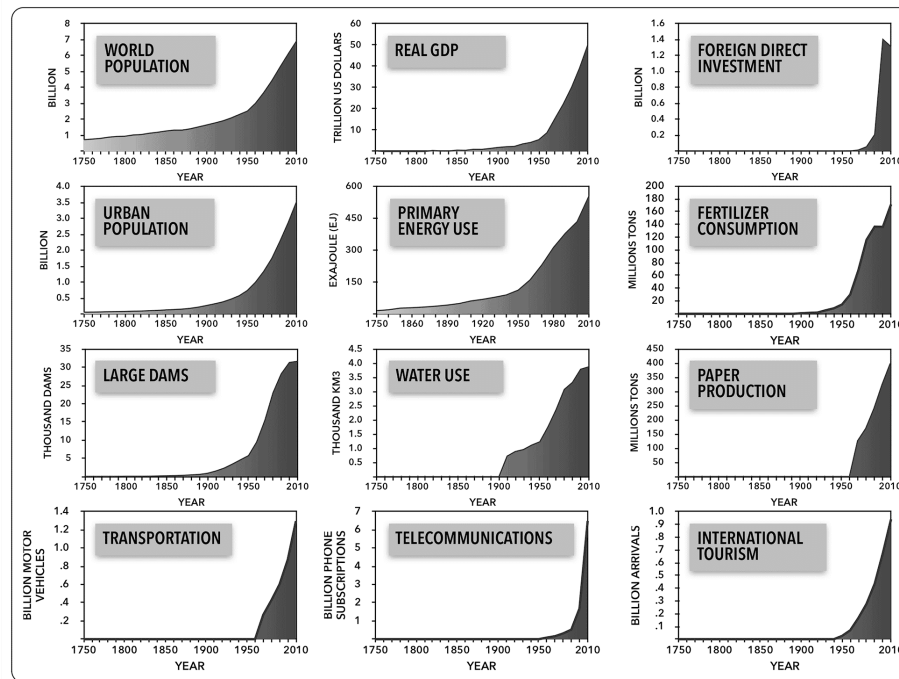 WORLD
POPULATION
BILLION
8
7
6
5
4
3
2
1
1750 1800 1850 1900 1950 2010
YEAR
REAL GDP
TRILLION US DOLLARS
60
50
40
30
20
10
1750 1800 1850 1900 1950 2010
YEAR
FOREIGN DIRECT
INVESTMENT
BILLION
1.6
1.4
1.2
1.0
0.8
0.6
0.4
0.2
1750 1800 1850 1900 1950 2010
YEAR
URBAN
POPULATION
BILLION
4.0
3.5
3.0
2.5
2.0
1.5
1.0
0.5
1750 1800 1850 1900 1950 2010
YEAR
PRIMARY
ENERGY USE
EXAJOULE (EJ)
600
450
300
150
1750 1860 1890 1920 1950 1980 2010
YEAR
FERTILIZER
CONSUMPTION
MILLIONS TONS
200
180
160
140
120
100
80
60
40
20
1750 1800 1850 1900 1950 2010
YEAR
LARGE DAMS
THOUSAND DAMS
35
30
25
20
15
10
5
1750 1800 1850 1900 1950 2010
YEAR
WATER USE
THOUSAND KM3
4.5
4.0
3.5
3.0
2.5
2.0
1.5
1.0
0.5
1750 1800 1850 1900 1950 2010
YEAR
PAPER
PRODUCTION
MILLIONS TONS
450
400
350
300
250
200
150
100
50
1750 1800 1850 1900 1950 2010
YEAR
TRANSPORTATION
BILLION MOTOR
VEHICLES
1.4
1.2
1.0
.8
.6
.4
.2
1750 1800 1850 1900 1950 2010
YEAR
TELECOMMUNICATIONS
BILLION PHONE
SUBSCRIPTIONS
7
6
5
4
3
2
1
1750 1800 1850 1900 1950 2010
YEAR
INTERNATIONAL
TOURISM
BILLION ARRIVALS
1.0
.9
.8
.7
.6
.5
.4
.3
.2
.1
1750 1800 1850 1900 1950 2010
YEAR